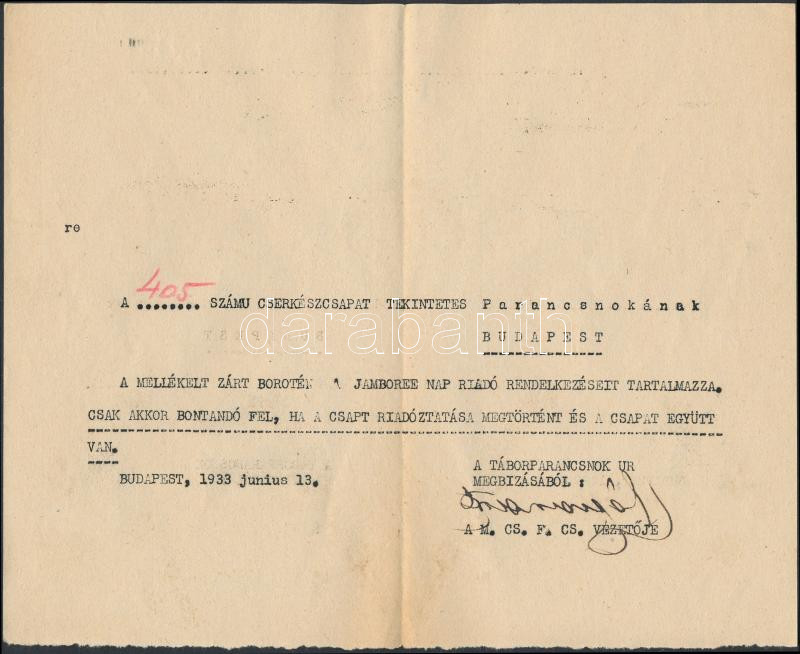 re
405
A ........ SZÁMU CSERKÉSZCSAPAT TEKINTETES Parancsnokának
BUDAPEST
darabanth
A MELLÉKELT ZÁRT BOROTÉK A JAMBOREE NAP RIADÓ RENDELKEZÉSEIT TARTALMAZZA.
CSAK AKKOR BONTANDÓ FEL, HA A CSAPT RIADÓZTATÁSA MEGTÖRTÉNT ÉS A CSAPAT EGYÜTT
VAN.
BUDAPEST, 1933 junius 13.
A TÁBORPARANCSNOK UR
MEGBIZÁSÁBÓL :
A M. CS. F. CS. VEZETŐJE